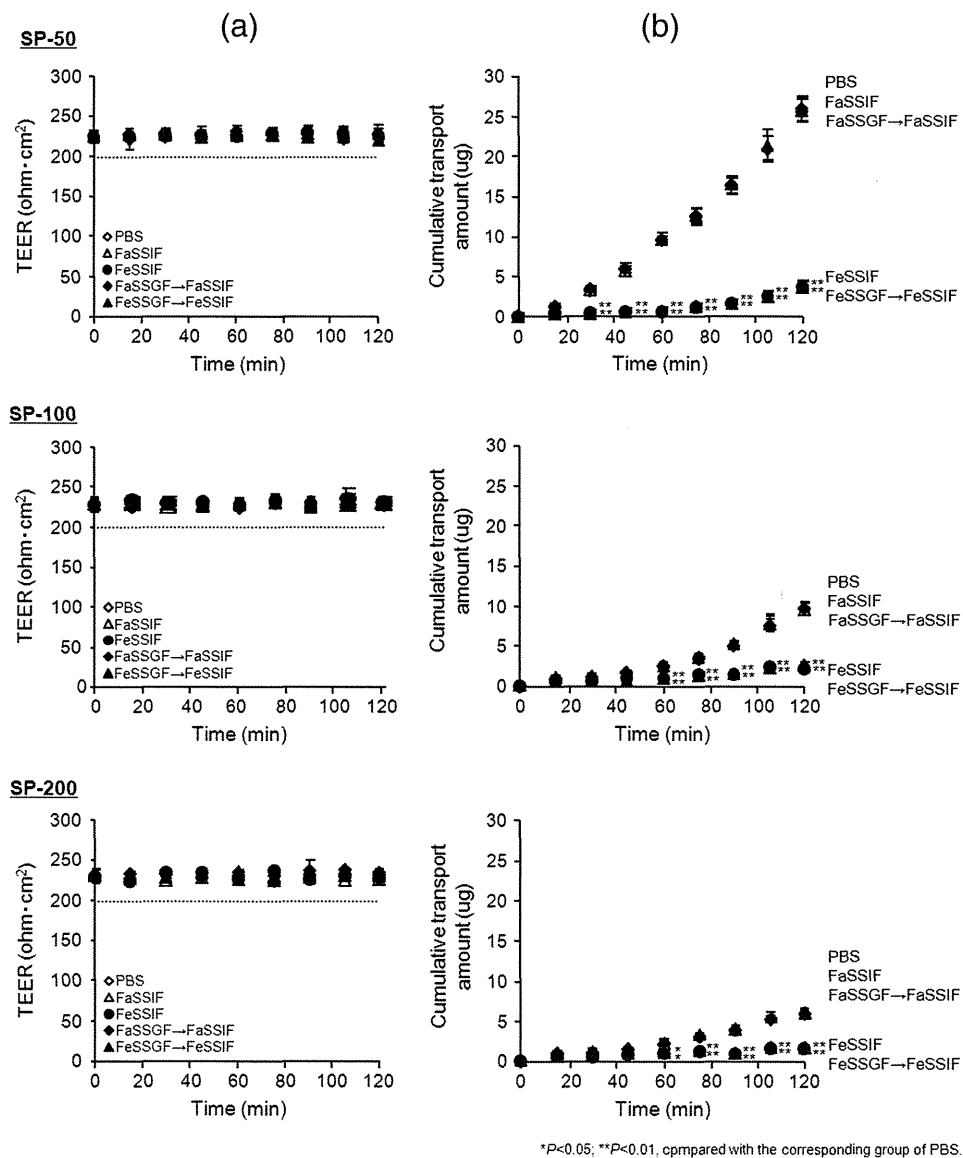 (a)
(b)
SP-50
TEER (ohm·cm²)
300
250
200
150
100
50
0
PBS
FaSSIF
FeSSIF
FaSSGF→FaSSIF
FeSSGF→FeSSIF
0 20 40 60 80 100 120
Time (min)
Cumulative transport
amount (ug)
30
25
20
15
10
5
0
PBS
FaSSIF
FaSSGF→FaSSIF
FeSSIF
FeSSGF→FeSSIF
** ** ** ** ** ** **
** ** ** ** ** ** **
0 20 40 60 80 100 120
Time (min)
SP-100
TEER (ohm·cm²)
300
250
200
150
100
50
0
PBS
FaSSIF
FeSSIF
FaSSGF→FaSSIF
FeSSGF→FeSSIF
0 20 40 60 80 100 120
Time (min)
Cumulative transport
amount (ug)
30
25
20
15
10
5
0
PBS
FaSSIF
FaSSGF→FaSSIF
FeSSIF
FeSSGF→FeSSIF
** ** ** ** **
** ** ** ** **
0 20 40 60 80 100 120
Time (min)
SP-200
TEER (ohm·cm²)
300
250
200
150
100
50
0
PBS
FaSSIF
FeSSIF
FaSSGF→FaSSIF
FeSSGF→FeSSIF
0 20 40 60 80 100 120
Time (min)
Cumulative transport
amount (ug)
30
25
20
15
10
5
0
PBS
FaSSIF
FaSSGF→FaSSIF
FeSSIF
FeSSGF→FeSSIF
* ** ** ** **
* ** ** ** **
0 20 40 60 80 100 120
Time (min)
*P<0.05; **P<0.01, cpmpared with the corresponding group of PBS.